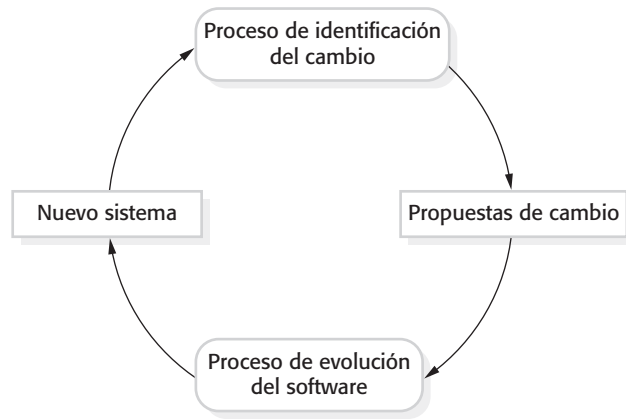 Proceso de identificación
del cambio
Nuevo sistema
Propuestas de cambio
Proceso de evolución
del software